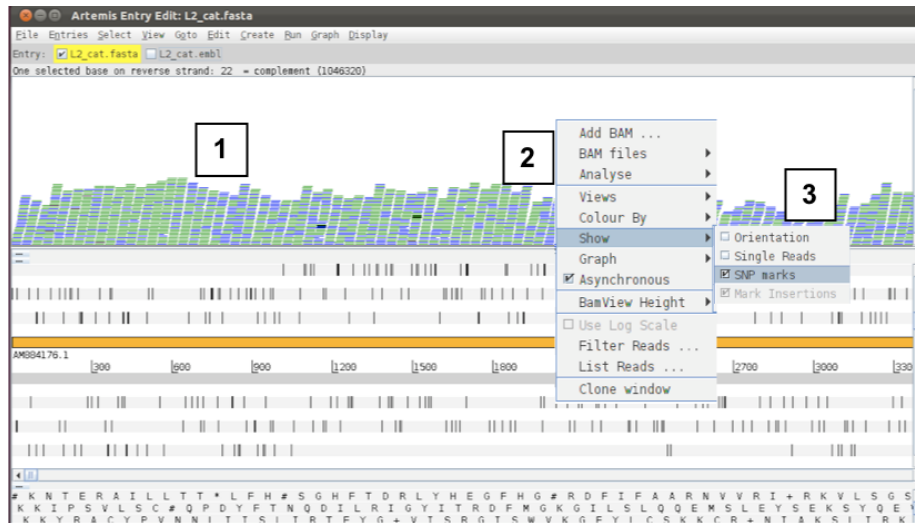 Artemis Entry Edit: L2_cat.fasta
File Entries Select View Goto Edit Create Run Graph Display
Entry: L2_cat.fasta L2_cat.embl
One selected base on reverse strand: 22 = complement (1046320)
1
2
3
Add BAM ...
BAM files
Analyse
Views
Colour By
Show
Graph
Asynchronous
BamView Height
Use Log Scale
Filter Reads ...
List Reads ...
Clone window
Orientation
Single Reads
SNP marks
Mark Insertions
AM884176.1
300 600 900 1200 1500 1800 2700 3000 330
# K N T E R A I L L T T * L F H # S G H F T D R L Y H E G F H G # R D F I F A A R N V V R I + R K V L S G S
K K I P S V L S C # Q P D Y F T N Q D I L R I G Y I T R D F M G K G I L S L Q Q E M S L E Y S E K S Y Q E